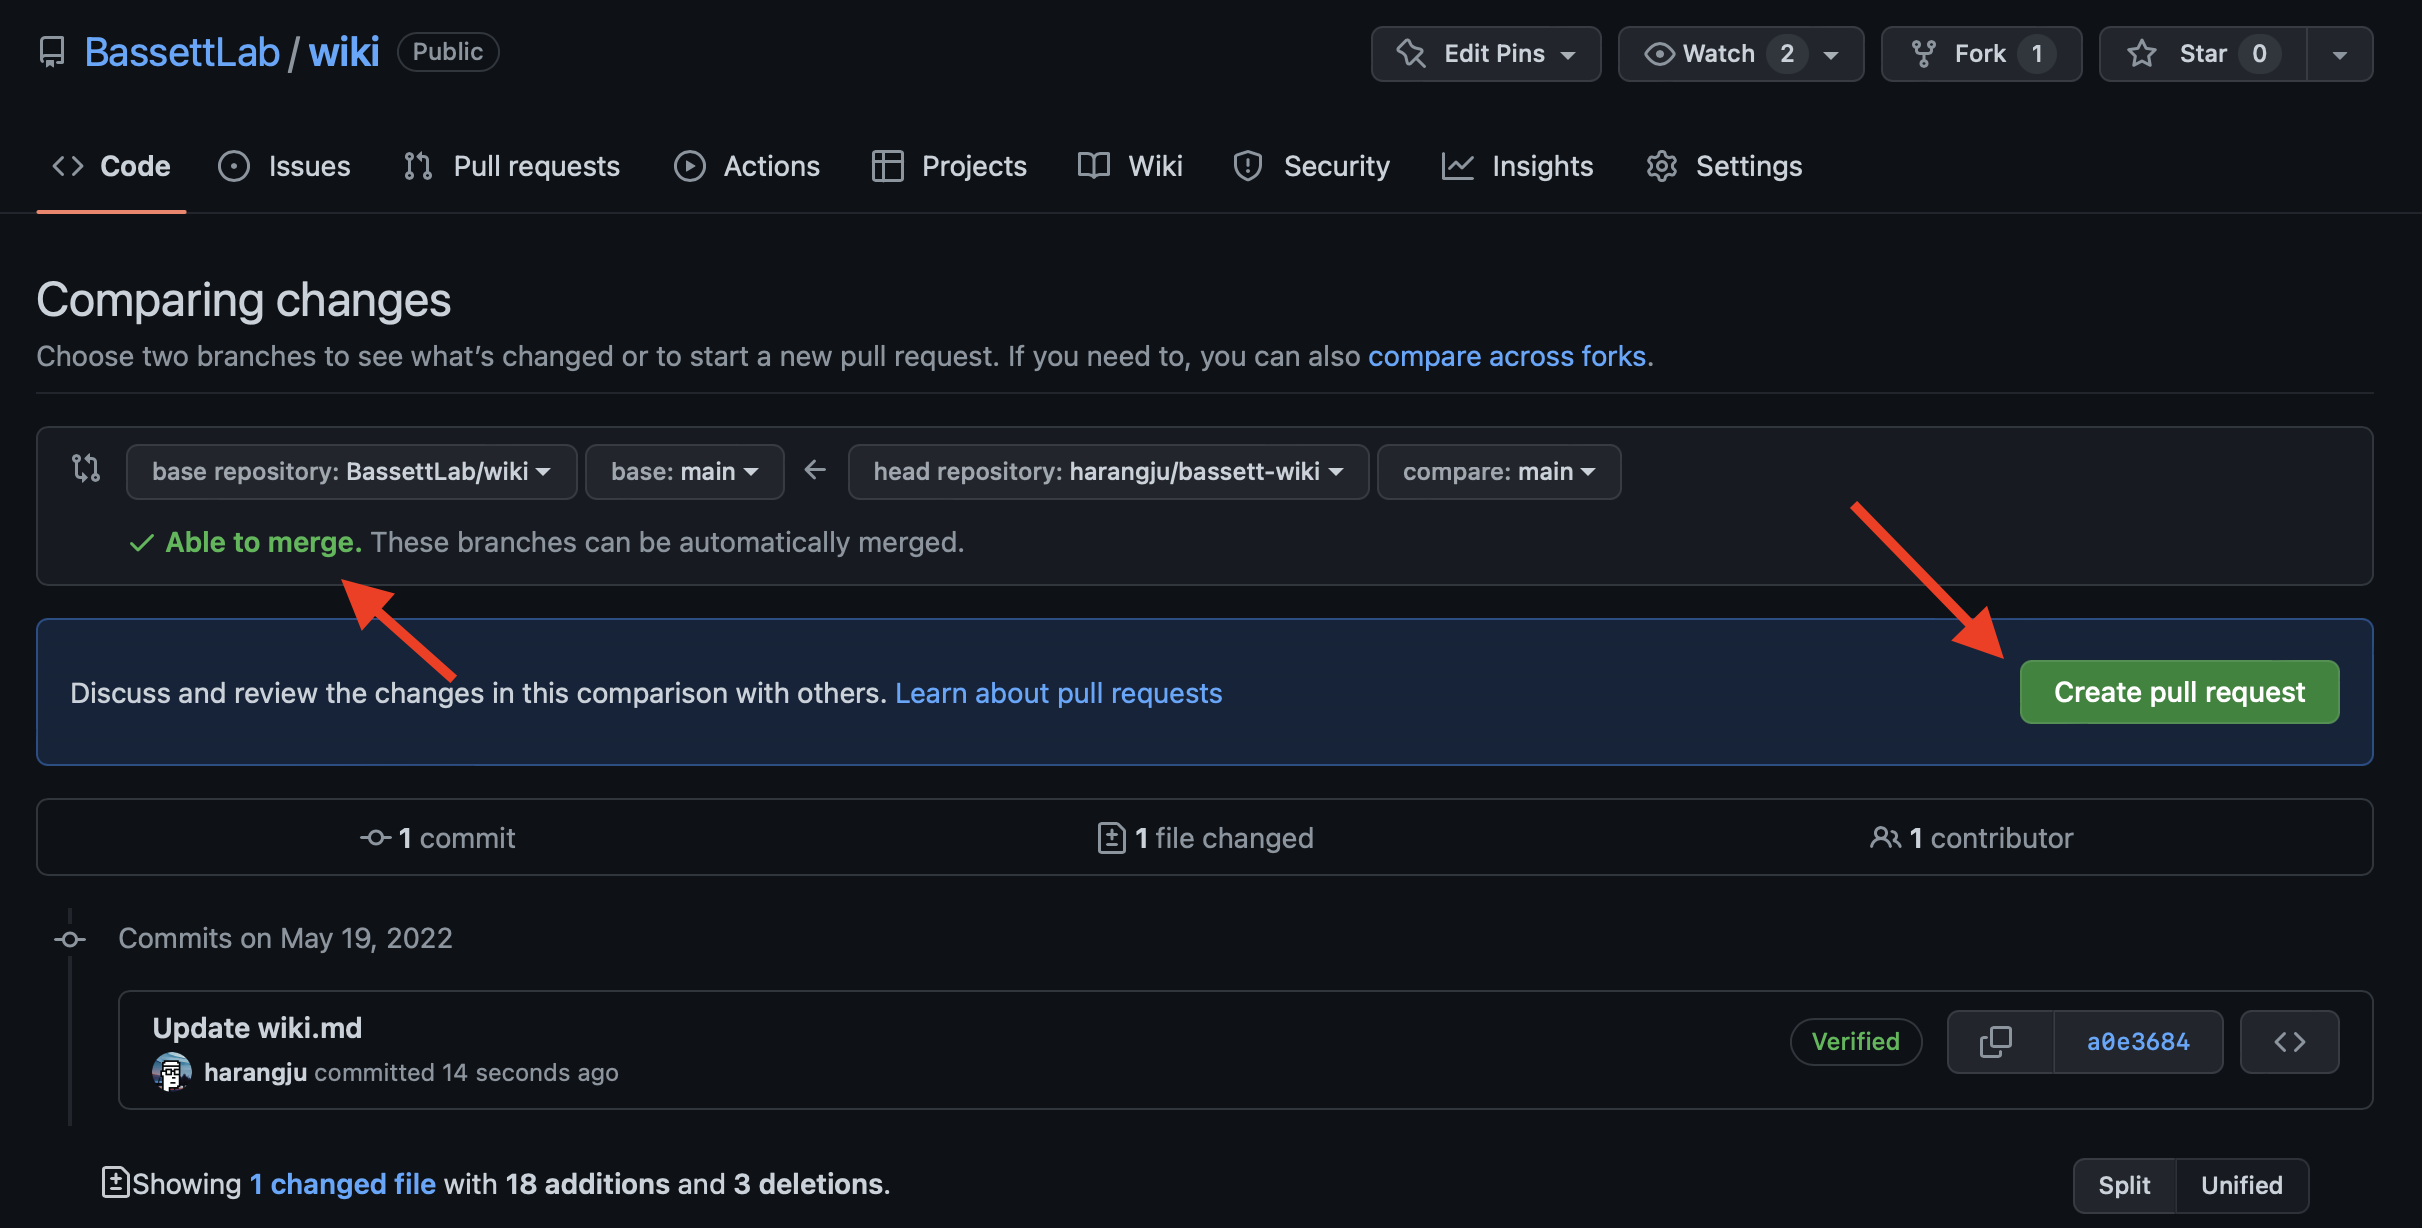 BassettLab / wiki Public Edit Pins Watch 2 Fork 1 Star 0
Code Issues Pull requests Actions Projects Wiki Security Insights Settings
Comparing changes
Choose two branches to see what's changed or to start a new pull request. If you need to, you can also compare across forks.
base repository: BassettLab/wiki base: main ← head repository: harangju/bassett-wiki compare: main
Able to merge. These branches can be automatically merged.
Discuss and review the changes in this comparison with others. Learn about pull requests Create pull request
1 commit 1 file changed 1 contributor
Commits on May 19, 2022
Update wiki.md
harangju committed 14 seconds ago
Verified a0e3684
Showing 1 changed file with 18 additions and 3 deletions.
Split Unified